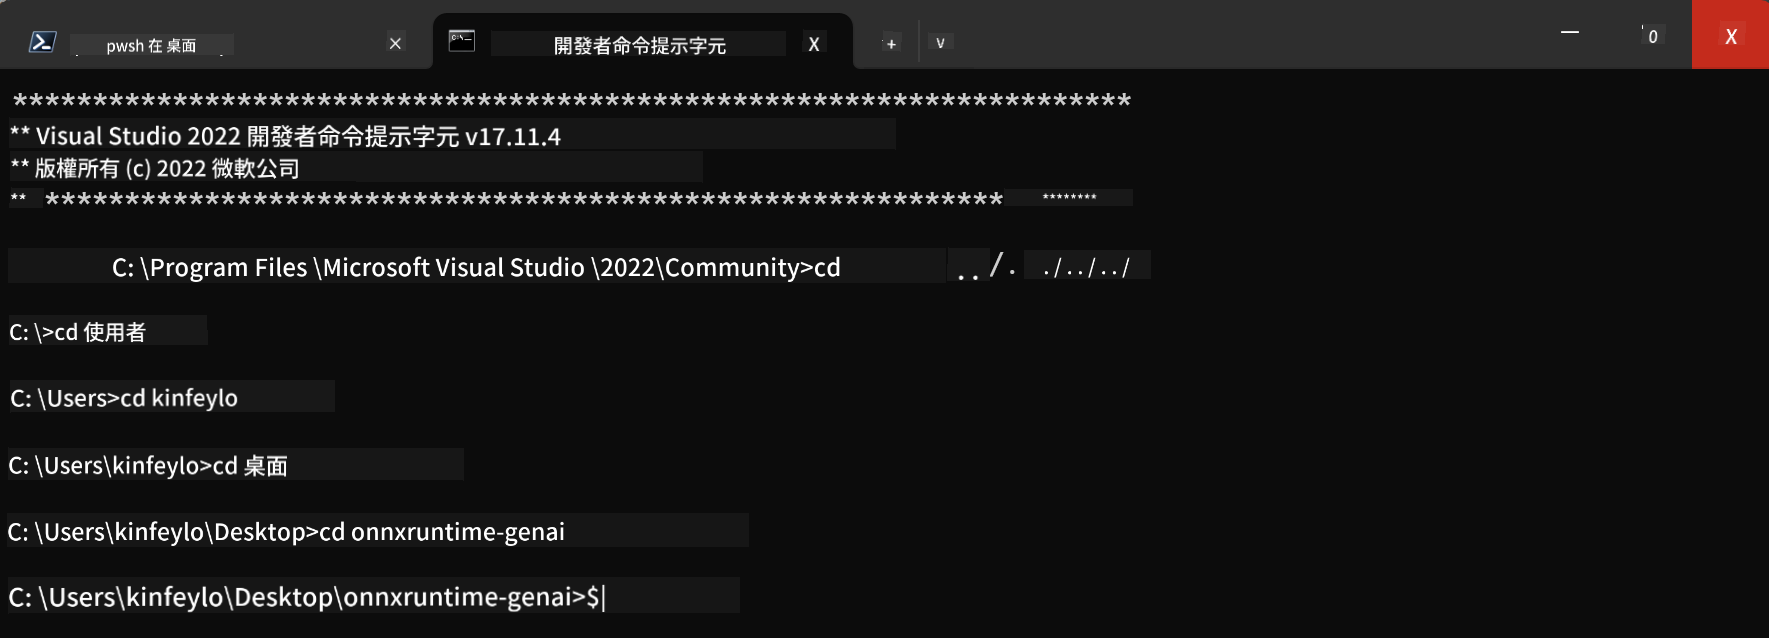 pwsh 在 桌面
開發者命令提示字元
**********************************************************************
** Visual Studio 2022 開發者命令提示字元 v17.11.4
** 版權所有 (c) 2022 微軟公司
** ************************************************************ ********
C: \Program Files \Microsoft Visual Studio \2022\Community>cd ../. ./../../
C: \>cd 使用者
C: \Users>cd kinfeylo
C: \Users\kinfeylo>cd 桌面
C: \Users\kinfeylo\Desktop>cd onnxruntime-genai
C: \Users\kinfeylo\Desktop\onnxruntime-genai>$